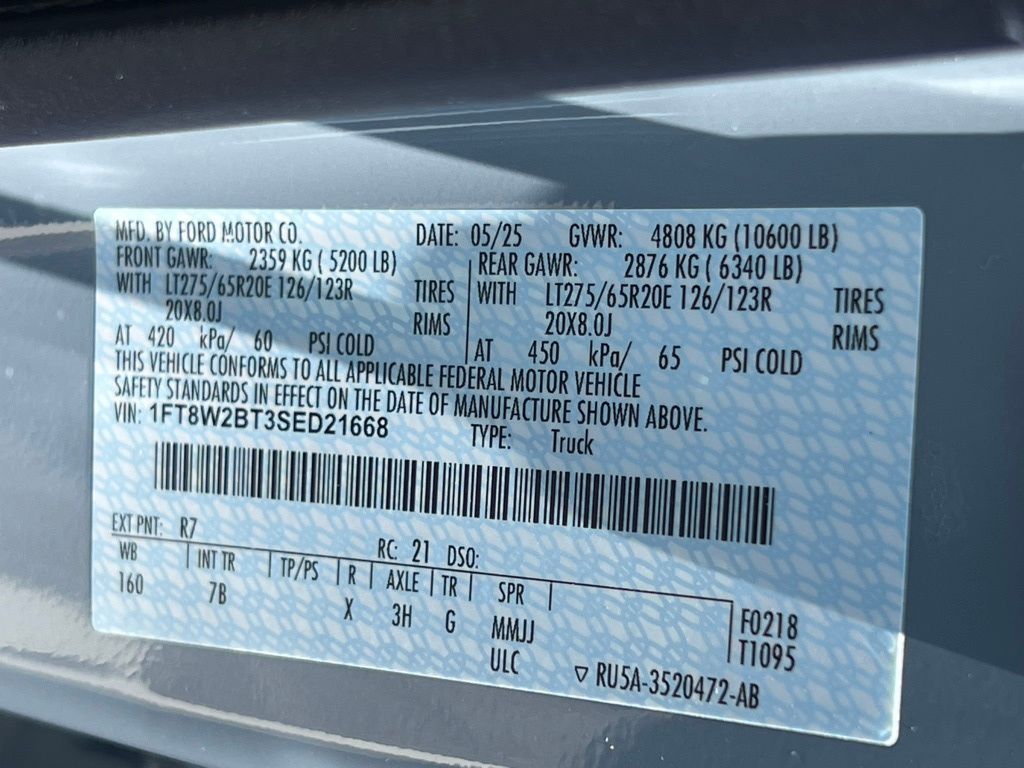 MFD. BY FORD MOTOR CO. DATE: 05/25 GVWR: 4808 KG (10600 LB)
FRONT GAWR: 2359 KG ( 5200 LB) REAR GAWR: 2876 KG ( 6340 LB)
WITH LT275/65R20E 126/123R TIRES WITH LT275/65R20E 126/123R TIRES
20X8.0J RIMS 20X8.0J RIMS
AT 420 kPa/ 60 PSI COLD AT 450 kPa/ 65 PSI COLD
THIS VEHICLE CONFORMS TO ALL APPLICABLE FEDERAL MOTOR VEHICLE
SAFETY STANDARDS IN EFFECT ON THE DATE OF MANUFACTURE SHOWN ABOVE.
VIN: 1FT8W2BT3SED21668 TYPE: Truck
EXT PNT: R7 RC: 21 DSO:
WB INT TR TP/PS R AXLE TR SPR
160 7B X 3H G MMJJ F0218
ULC T1095
▽ RU5A-3520472-AB